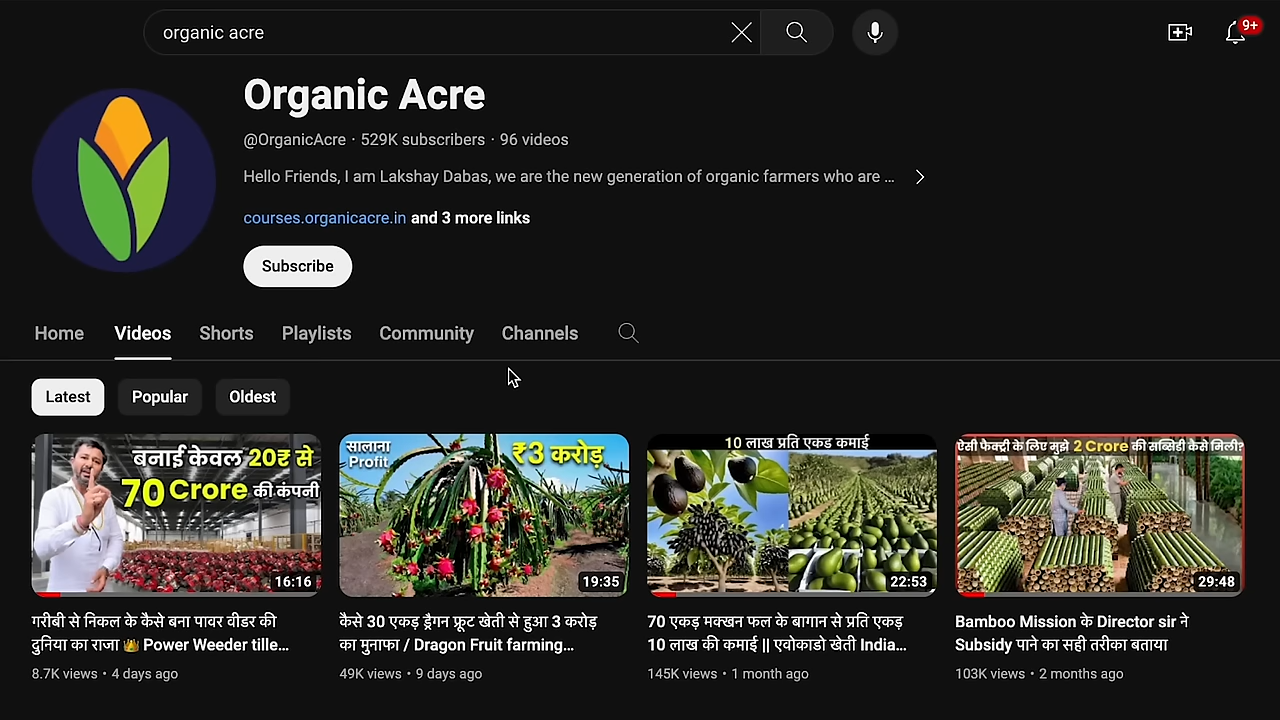 organic acre
9+
Organic Acre
@OrganicAcre · 529K subscribers · 96 videos
Hello Friends, I am Lakshay Dabas, we are the new generation of organic farmers who are ...
courses.organicacre.in and 3 more links
Subscribe
Home Videos Shorts Playlists Community Channels
Latest Popular Oldest
बनाई केवल 20₹ से
70 Crore की कंपनी
16:16
सालाना
Profit
₹3 करोड़
19:35
10 लाख प्रति एकड कमाई
22:53
ऐसी फैक्ट्री के लिए मुझे 2 Crore की सब्सिडी कैसे मिली?
29:48
गरीबी से निकल के कैसे बना पावर वीडर की
दुनिया का राजा 👑 Power Weeder tille...
8.7K views · 4 days ago
कैसे 30 एकड़ ड्रैगन फ्रूट खेती से हुआ 3 करोड़
का मुनाफा / Dragon Fruit farming...
49K views · 9 days ago
70 एकड़ मक्खन फल के बागान से प्रति एकड़
10 लाख की कमाई || एवोकाडो खेती India...
145K views · 1 month ago
Bamboo Mission के Director sir ने
Subsidy पाने का सही तरीका बताया
103K views · 2 months ago